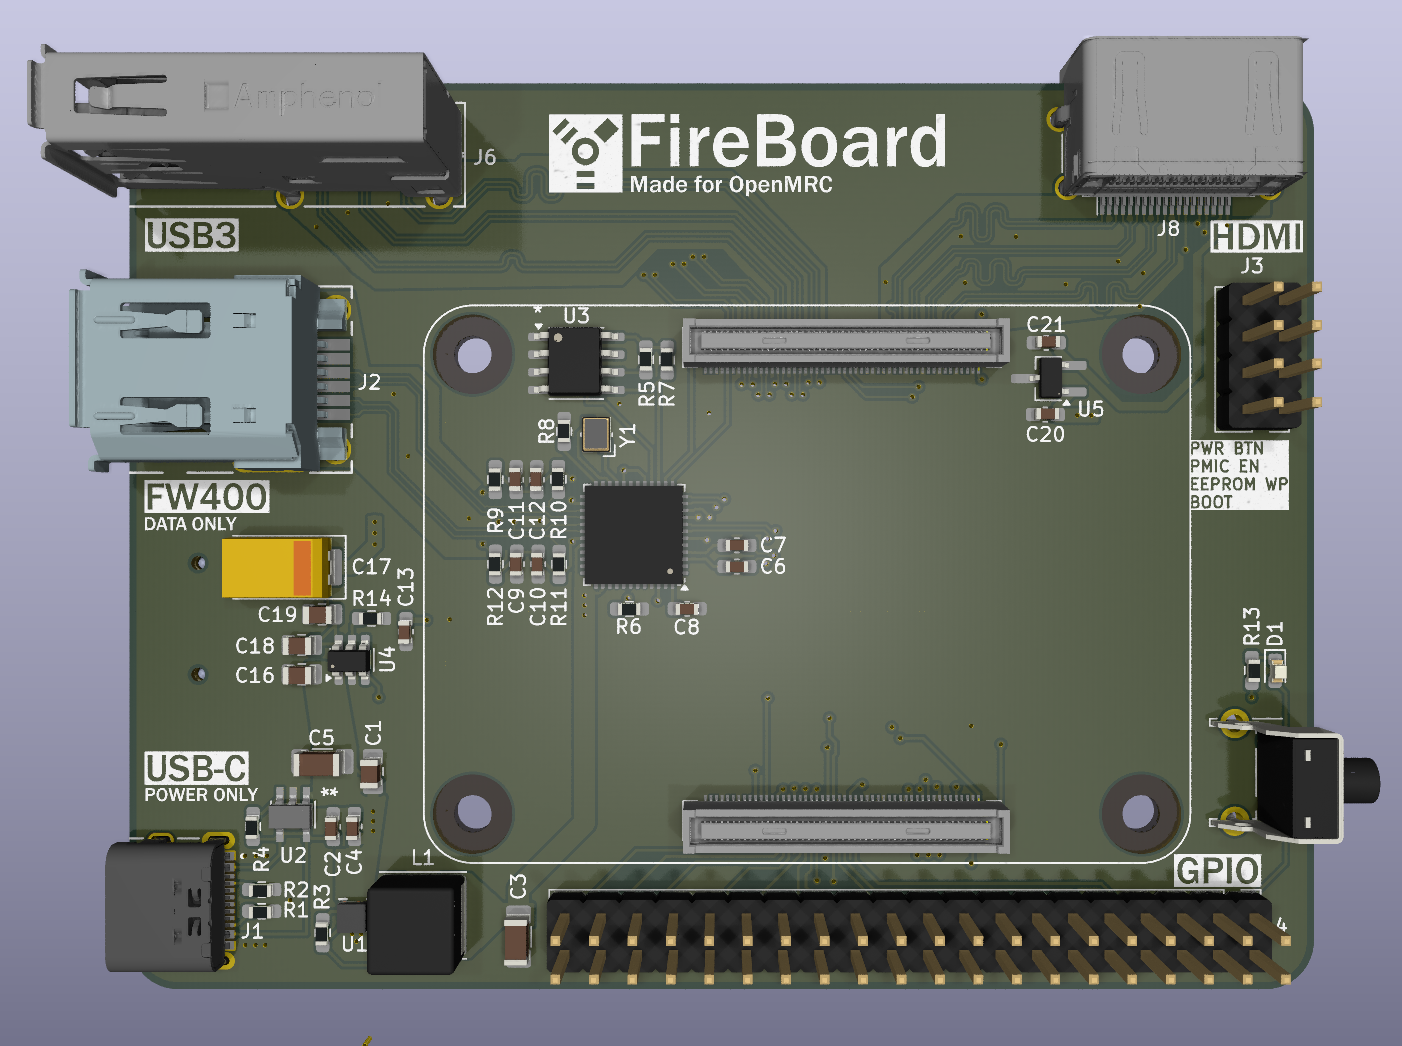 Amphenol
J6
FireBoard
Made for OpenMRC
USB3
J8
HDMI
J3
*
U3
C21
R5
R7
U5
C20
J2
R8
Y1
PWR BTN
PMIC EN
EEPROM WP
BOOT
FW400
DATA ONLY
R9
C11
C12
R10
C7
C6
C17
C13
R14
C19
R12
C9
C10
R11
R6
C8
C18
C16
U4
R13
D1
C5
C1
USB-C
POWER ONLY
**
R4
U2
C2
C4
L1
GPIO
R2
R1
R3
C3
J1
U1
4